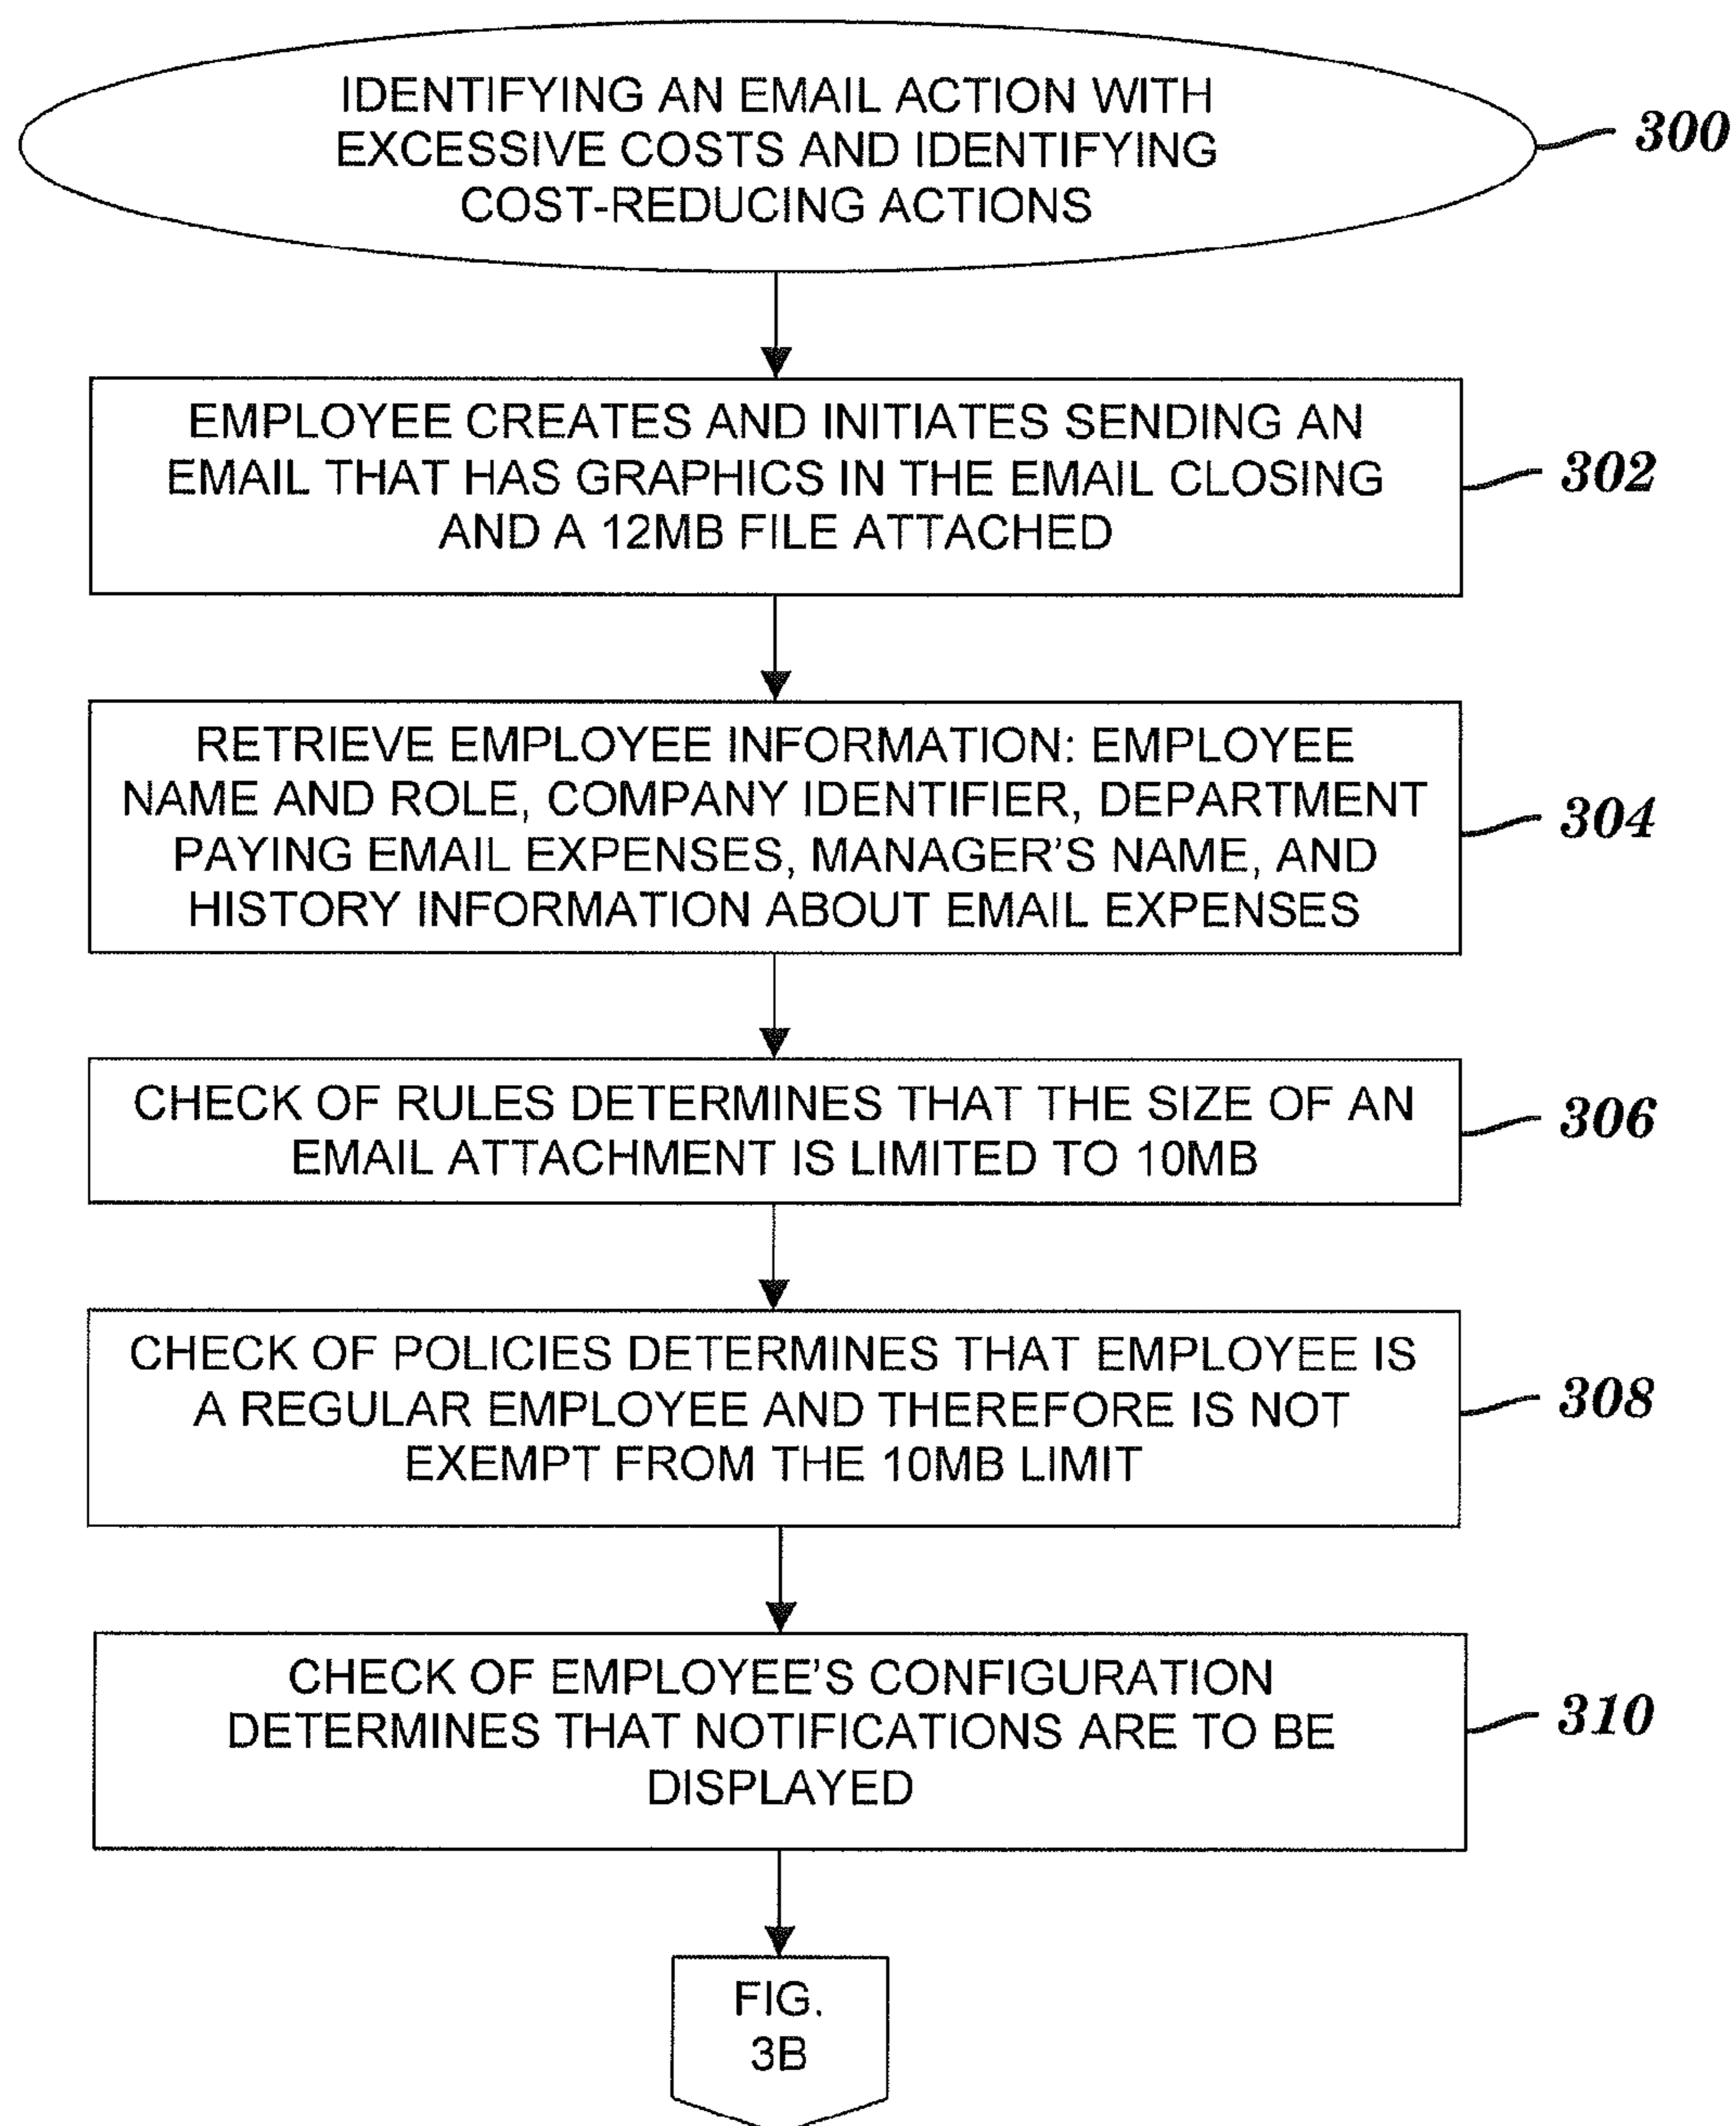 IDENTIFYING AN EMAIL ACTION WITH
EXCESSIVE COSTS AND IDENTIFYING
COST-REDUCING ACTIONS
300
EMPLOYEE CREATES AND INITIATES SENDING AN
EMAIL THAT HAS GRAPHICS IN THE EMAIL CLOSING
AND A 12MB FILE ATTACHED
302
RETRIEVE EMPLOYEE INFORMATION: EMPLOYEE
NAME AND ROLE, COMPANY IDENTIFIER, DEPARTMENT
PAYING EMAIL EXPENSES, MANAGER'S NAME, AND
HISTORY INFORMATION ABOUT EMAIL EXPENSES
304
CHECK OF RULES DETERMINES THAT THE SIZE OF AN
EMAIL ATTACHMENT IS LIMITED TO 10MB
306
CHECK OF POLICIES DETERMINES THAT EMPLOYEE IS
A REGULAR EMPLOYEE AND THEREFORE IS NOT
EXEMPT FROM THE 10MB LIMIT
308
CHECK OF EMPLOYEE'S CONFIGURATION
DETERMINES THAT NOTIFICATIONS ARE TO BE
DISPLAYED
310
FIG.
3B